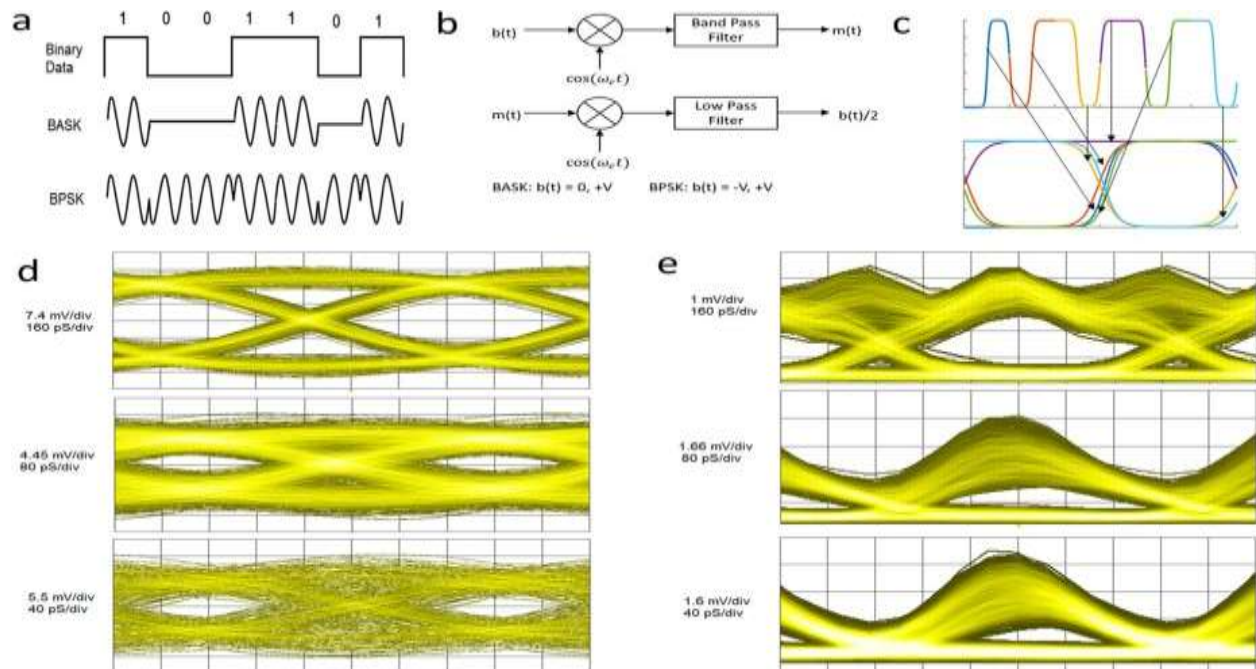 a
1 0 0 1 1 0 1
Binary
Data
BASK
BPSK
b
b(t)
Band Pass
Filter
m(t)
cos(ω_c t)
m(t)
Low Pass
Filter
b(t)/2
cos(ω_c t)
BASK: b(t) = 0, +V BPSK: b(t) = -V, +V
c
d
7.4 mV/div
160 pS/div
4.45 mV/div
80 pS/div
5.5 mV/div
40 pS/div
e
1 mV/div
160 pS/div
1.66 mV/div
80 pS/div
1.6 mV/div
40 pS/div